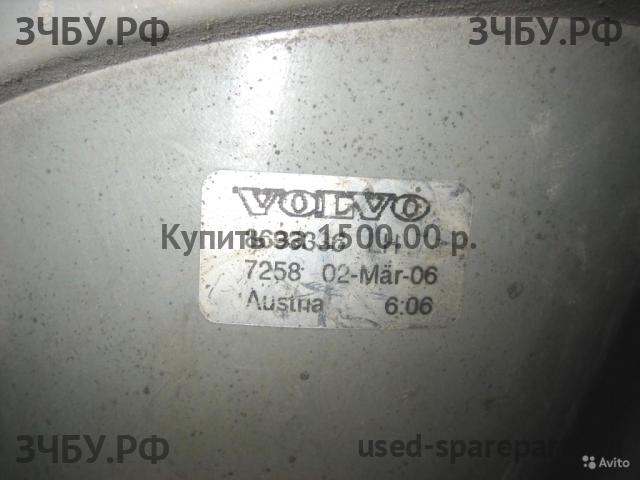 ЗЧБУ.РФ ЗЧБУ.РФ
VOLVO
Купить за 1500.00 р.
7258 02-Mär-06
Austria 6:06
ЗЧБУ.РФ used-sparepar
Avito